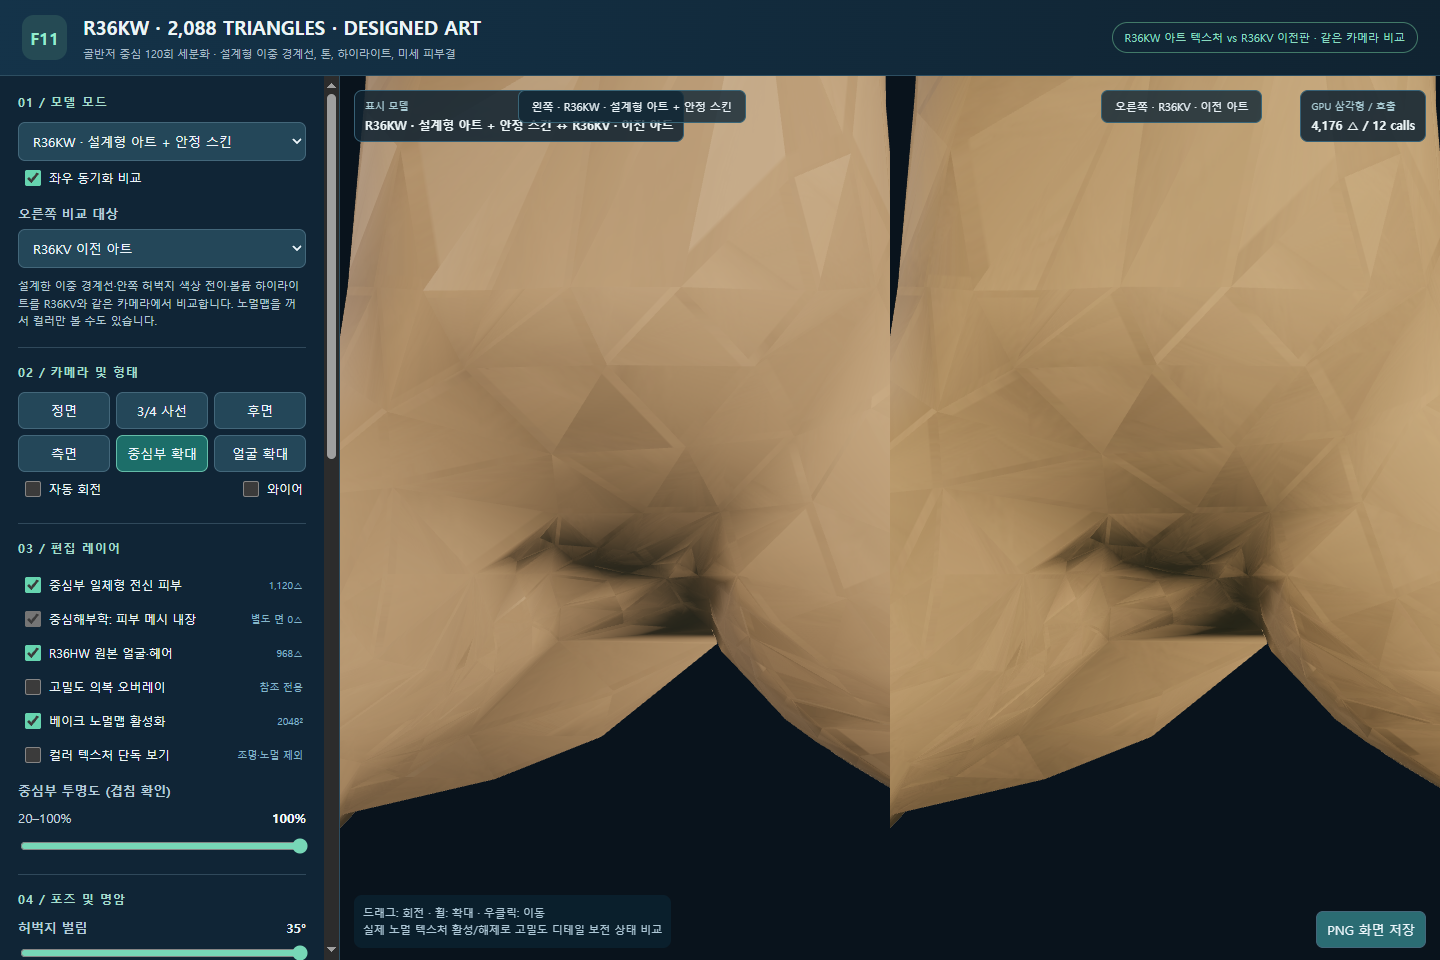 F11
R36KW · 2,088 TRIANGLES · DESIGNED ART
골반저 중심 120회 세분화 · 설계형 이중 경계선, 톤, 하이라이트, 미세 피부결
R36KW 아트 텍스처 vs R36KV 이전판 · 같은 카메라 비교
01 / 모델 모드
R36KW · 설계형 아트 + 안정 스킨
좌우 동기화 비교
오른쪽 비교 대상
R36KV 이전 아트
설계한 이중 경계선·안쪽 허벅지 색상 전이·볼륨 하이라이
트를 R36KV와 같은 카메라에서 비교합니다. 노멀맵을 꺼
서 컬러만 볼 수도 있습니다.
02 / 카메라 및 형태
정면
3/4 사선
후면
측면
중심부 확대
얼굴 확대
자동 회전
와이어
03 / 편집 레이어
중심부 일체형 전신 피부
1,120△
중심해부학: 피부 메시 내장
별도 면 0△
R36HW 원본 얼굴·헤어
968△
고밀도 의복 오버레이
참조 전용
베이크 노멀맵 활성화
2048²
컬러 텍스처 단독 보기
조명·노멀 제외
중심부 투명도 (겹침 확인)
20–100%
100%
04 / 포즈 및 명암
허벅지 벌림
35°
표시 모델
R36KW · 설계형 아트 + 안정 스킨 ↔ R36KV · 이전 아트
왼쪽 · R36KW · 설계형 아트 + 안정 스킨
오른쪽 · R36KV · 이전 아트
GPU 삼각형 / 호출
4,176 △ / 12 calls
드래그: 회전 · 휠: 확대 · 우클릭: 이동
실제 노멀 텍스처 활성/해제로 고밀도 디테일 보전 상태 비교
PNG 화면 저장